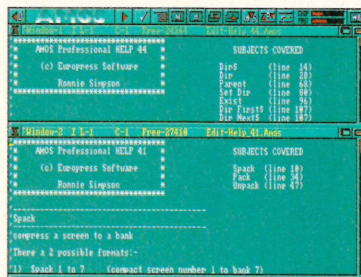 AMOS
Window-1 I L-1 C-1 Free-27344 Edit-Help_44.Amos
AMOS Professional HELP 44
(c) Europress Software
Ronnie Simpson
SUBJECTS COVERED
Dir$ (line 14)
Dir (line 28)
Parent (line 68)
Set Dir (line 80)
Exist (line 96)
Dir First$ (line 107)
Dir Next$ (line 107)
Window-2 I L-1 C-1 Free-27410 Edit-Help_41.Amos
AMOS Professional HELP 41
(c) Europress Software
Ronnie Simpson
SUBJECTS COVERED
Spack (line 10)
Pack (line 34)
Unpack (line 47)
Spack
compress a screen to a bank
There a 2 possible formats:-
1) Spack 1 to 7 (compact screen number 1 to bank 7)